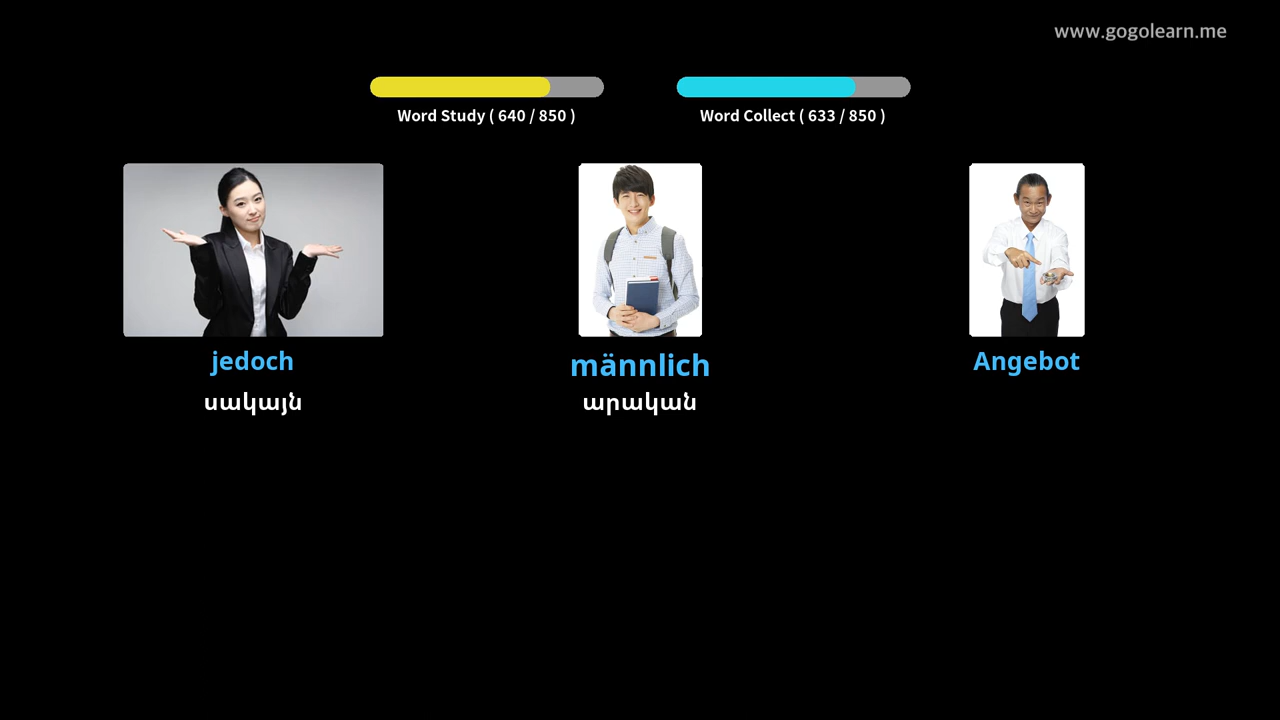 www.gogolearn.me
Word Study ( 640 / 850 )
Word Collect ( 633 / 850 )
jedoch
männlich
Angebot
սակայն
արական